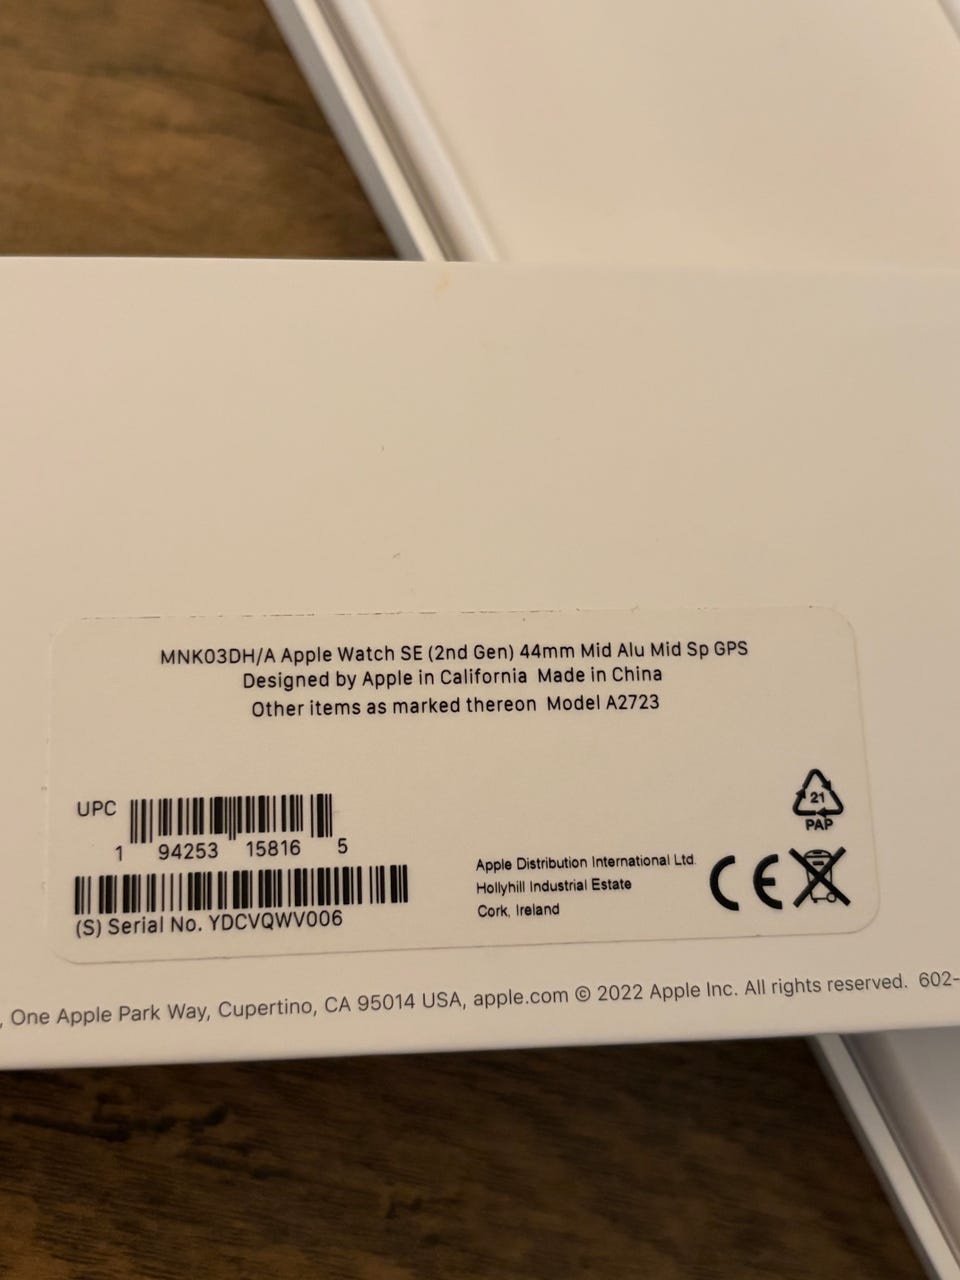 MNK03DH/A Apple Watch SE (2nd Gen) 44mm Mid Alu Mid Sp GPS
Designed by Apple in California Made in China
Other items as marked thereon Model A2723
UPC
1 94253 15816 5
(S) Serial No. YDCVQWV006
Apple Distribution International Ltd.
Hollyhill Industrial Estate
Cork, Ireland
21
PAP
CE
, One Apple Park Way, Cupertino, CA 95014 USA, apple.com © 2022 Apple Inc. All rights reserved. 602-